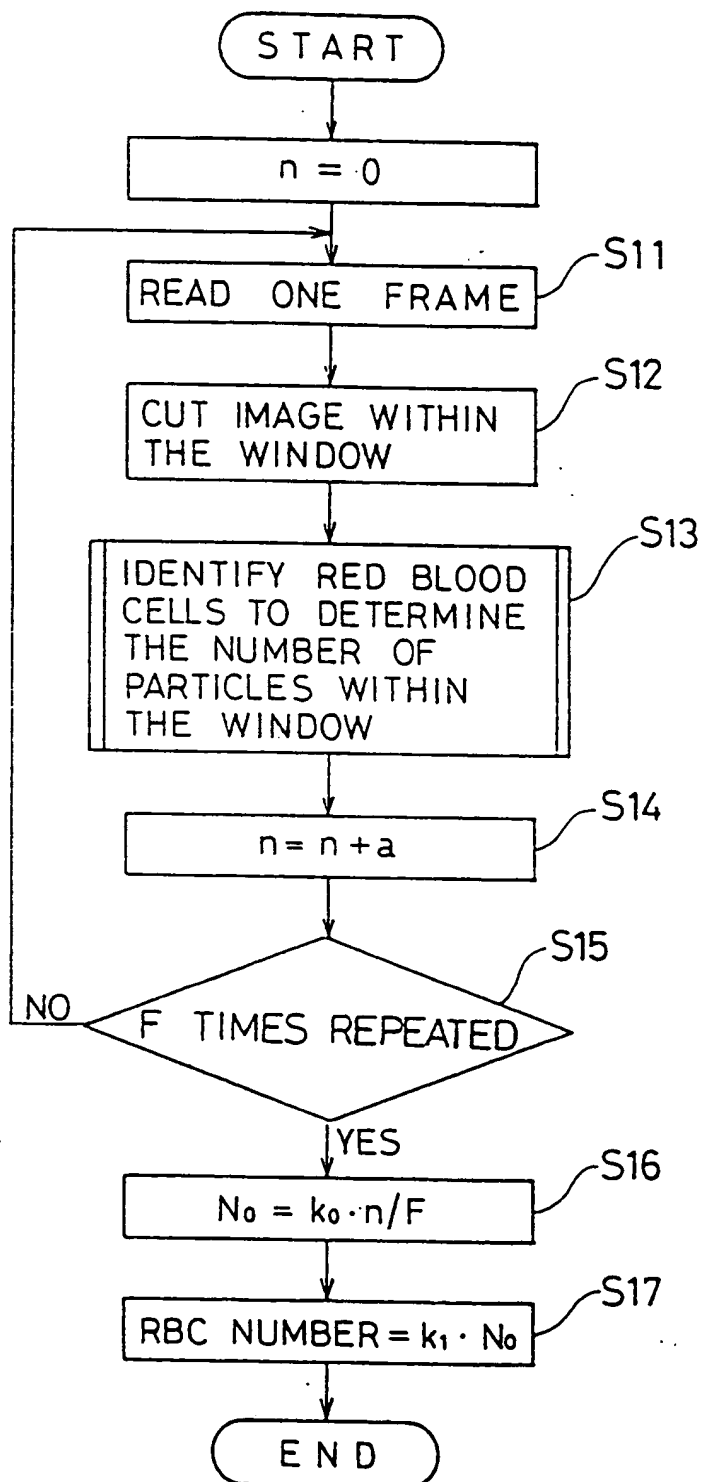 START
n = 0
S11
READ ONE FRAME
S12
CUT IMAGE WITHIN
THE WINDOW
S13
IDENTIFY RED BLOOD
CELLS TO DETERMINE
THE NUMBER OF
PARTICLES WITHIN
THE WINDOW
S14
n = n + a
S15
F TIMES REPEATED
NO
YES
S16
N₀ = k₀ · n/F
S17
RBC NUMBER = k₁ · N₀
END